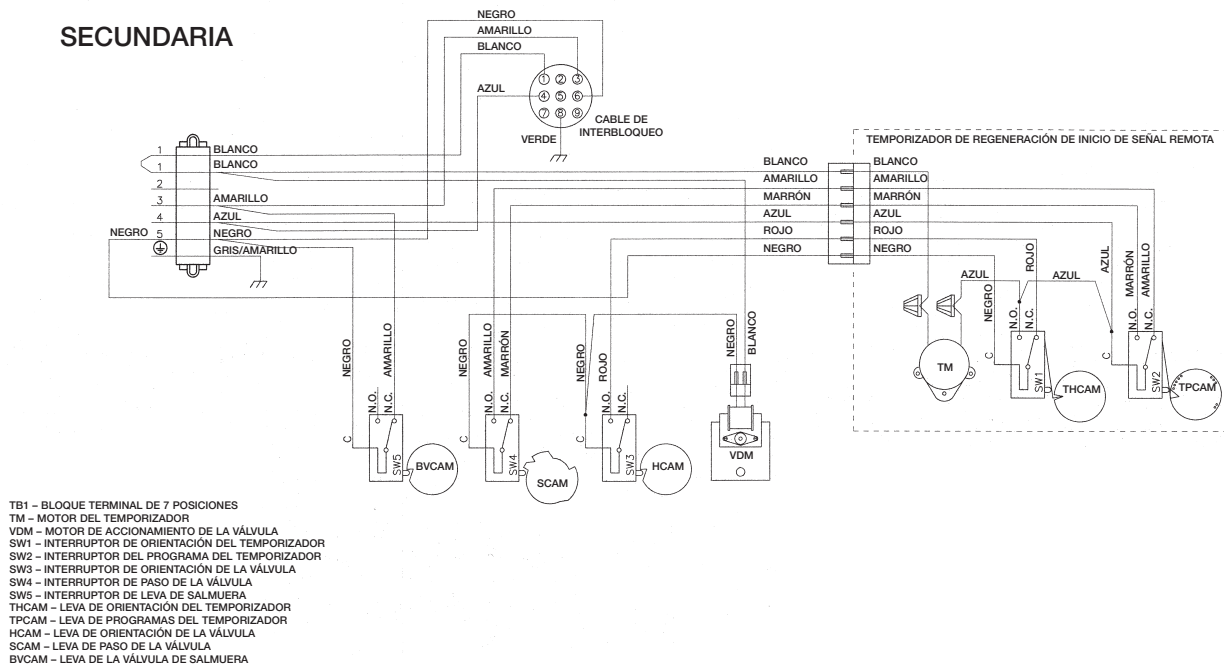 SECUNDARIA
NEGRO
AMARILLO
BLANCO
AZUL
1 2 3
4 5 6
7 8 9
CABLE DE
INTERBLOQUEO
VERDE
TEMPORIZADOR DE REGENERACIÓN DE INICIO DE SEÑAL REMOTA
1 BLANCO
1 BLANCO
2
3 AMARILLO
4 AZUL
NEGRO 5 NEGRO
GRIS/AMARILLO
BLANCO BLANCO
AMARILLO AMARILLO
MARRÓN MARRÓN
AZUL AZUL
ROJO ROJO
NEGRO NEGRO
AZUL
NEGRO
ROJO
AZUL
AZUL
MARRÓN
AMARILLO
N.O.
N.C.
C
SW1
TM
THCAM
N.O.
N.C.
C
SW2
TPCAM
NEGRO
AMARILLO
N.O.
N.C.
C
SW5
BVCAM
NEGRO
AMARILLO
MARRÓN
N.O.
N.C.
C
SW4
SCAM
NEGRO
ROJO
N.O.
N.C.
C
SW3
HCAM
NEGRO
BLANCO
VDM
TB1 – BLOQUE TERMINAL DE 7 POSICIONES
TM – MOTOR DEL TEMPORIZADOR
VDM – MOTOR DE ACCIONAMIENTO DE LA VÁLVULA
SW1 – INTERRUPTOR DE ORIENTACIÓN DEL TEMPORIZADOR
SW2 – INTERRUPTOR DEL PROGRAMA DEL TEMPORIZADOR
SW3 – INTERRUPTOR DE ORIENTACIÓN DE LA VÁLVULA
SW4 – INTERRUPTOR DE PASO DE LA VÁLVULA
SW5 – INTERRUPTOR DE LEVA DE SALMUERA
THCAM – LEVA DE ORIENTACIÓN DEL TEMPORIZADOR
TPCAM – LEVA DE PROGRAMAS DEL TEMPORIZADOR
HCAM – LEVA DE ORIENTACIÓN DE LA VÁLVULA
SCAM – LEVA DE PASO DE LA VÁLVULA
BVCAM – LEVA DE LA VÁLVULA DE SALMUERA